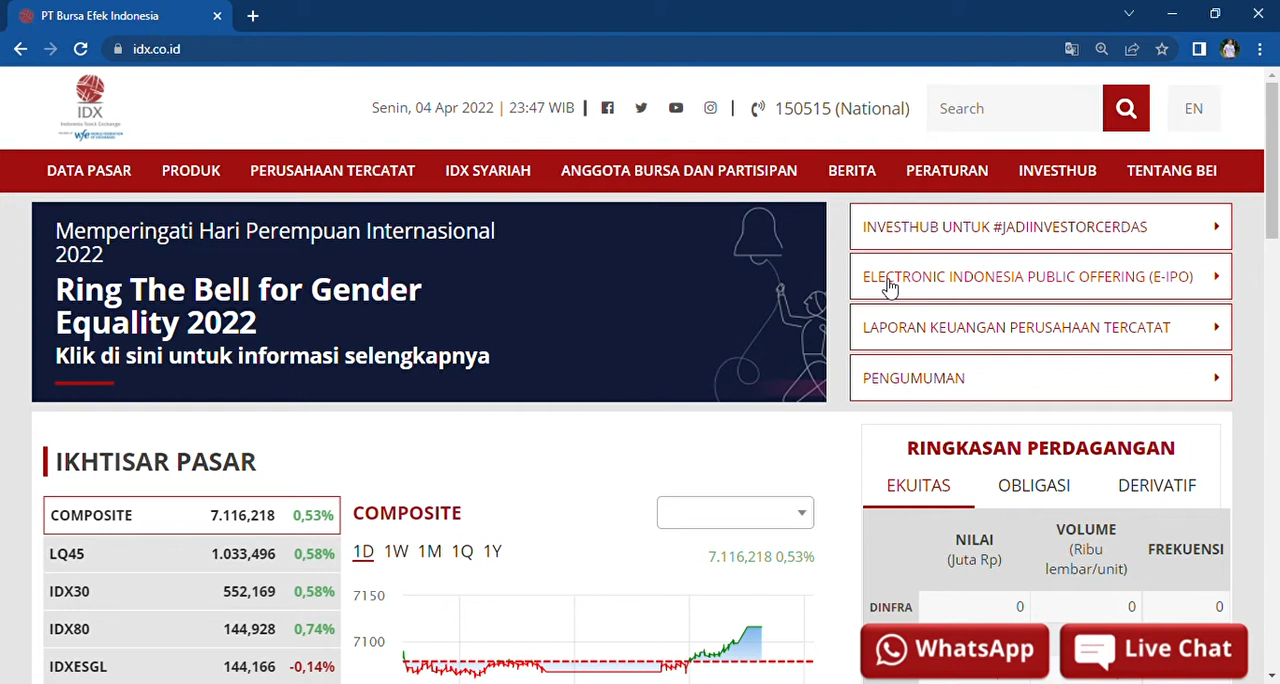 PT Bursa Efek Indonesia
idx.co.id
IDX
Indonesia Stock Exchange
wfe
Senin, 04 Apr 2022 | 23:47 WIB
150515 (National)
Search
EN
DATA PASAR PRODUK PERUSAHAAN TERCATAT IDX SYARIAH ANGGOTA BURSA DAN PARTISIPAN BERITA PERATURAN INVESTHUB TENTANG BEI
Memperingati Hari Perempuan Internasional
2022
Ring The Bell for Gender
Equality 2022
Klik di sini untuk informasi selengkapnya
INVESTHUB UNTUK #JADIINVESTORCERDAS
ELECTRONIC INDONESIA PUBLIC OFFERING (E-IPO)
LAPORAN KEUANGAN PERUSAHAAN TERCATAT
PENGUMUMAN
IKHTISAR PASAR
COMPOSITE 7.116,218 0,53%
LQ45 1.033,496 0,58%
IDX30 552,169 0,58%
IDX80 144,928 0,74%
IDXESGL 144,166 -0,14%
COMPOSITE
1D 1W 1M 1Q 1Y
7.116,218 0,53%
7150
7100
RINGKASAN PERDAGANGAN
EKUITAS OBLIGASI DERIVATIF
NILAI
(Juta Rp)
VOLUME
(Ribu
lembar/unit)
FREKUENSI
DINFRA 0 0 0
WhatsApp
Live Chat